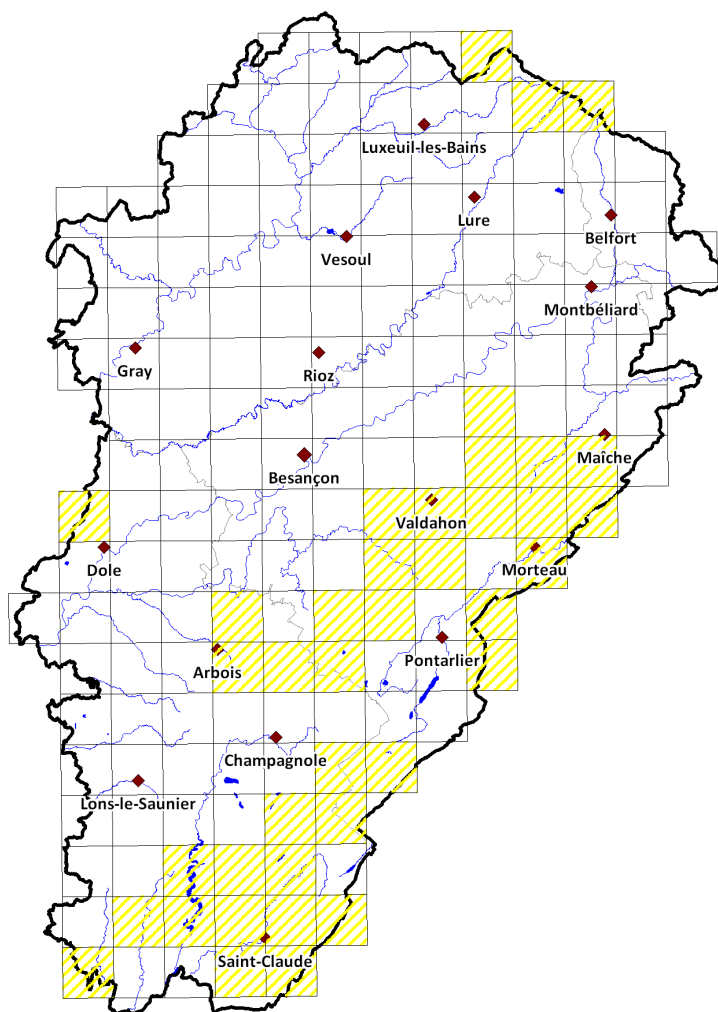 Luxeuil-les-Bains
Lure
Belfort
Vesoul
Montbéliard
Gray
Rioz
Maîche
Besançon
Valdahon
Dole
Morteau
Arbois
Pontarlier
Champagnole
Lons-le-Saunier
Saint-Claude